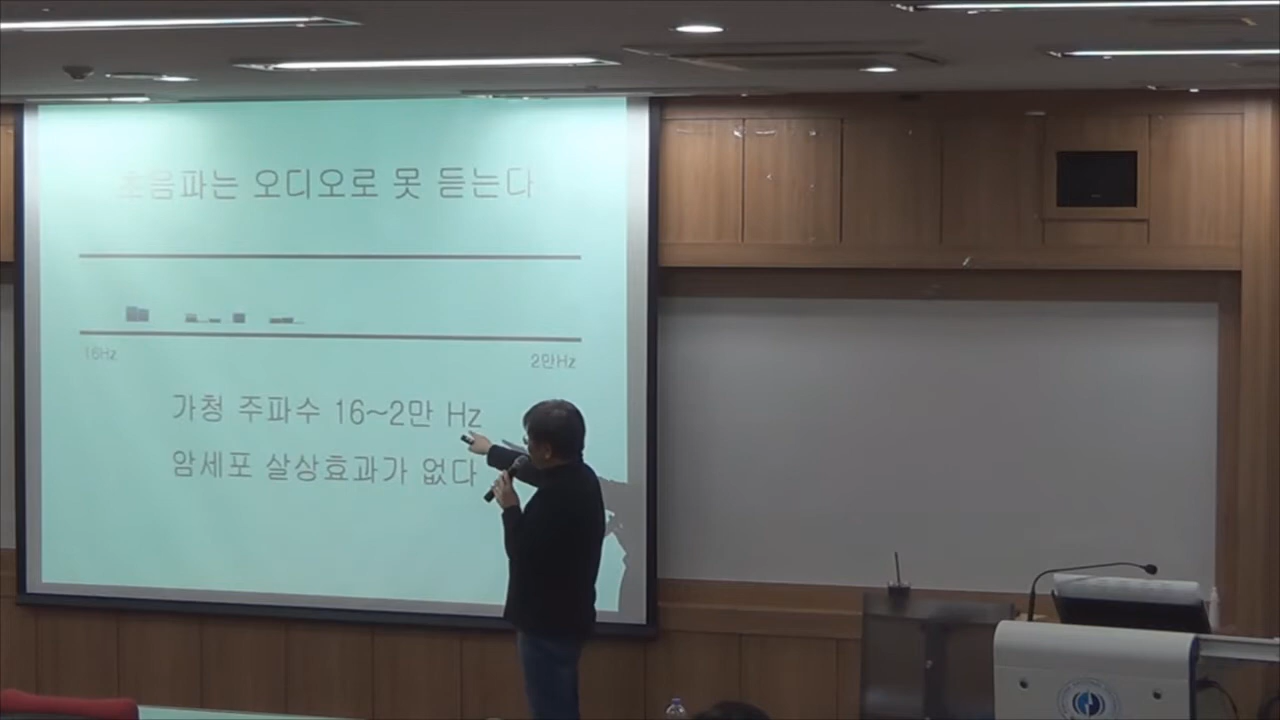 초음파는 오디오로 못 듣는다
16Hz
2만Hz
가청 주파수 16~2만 Hz
암세포 살상효과가 없다